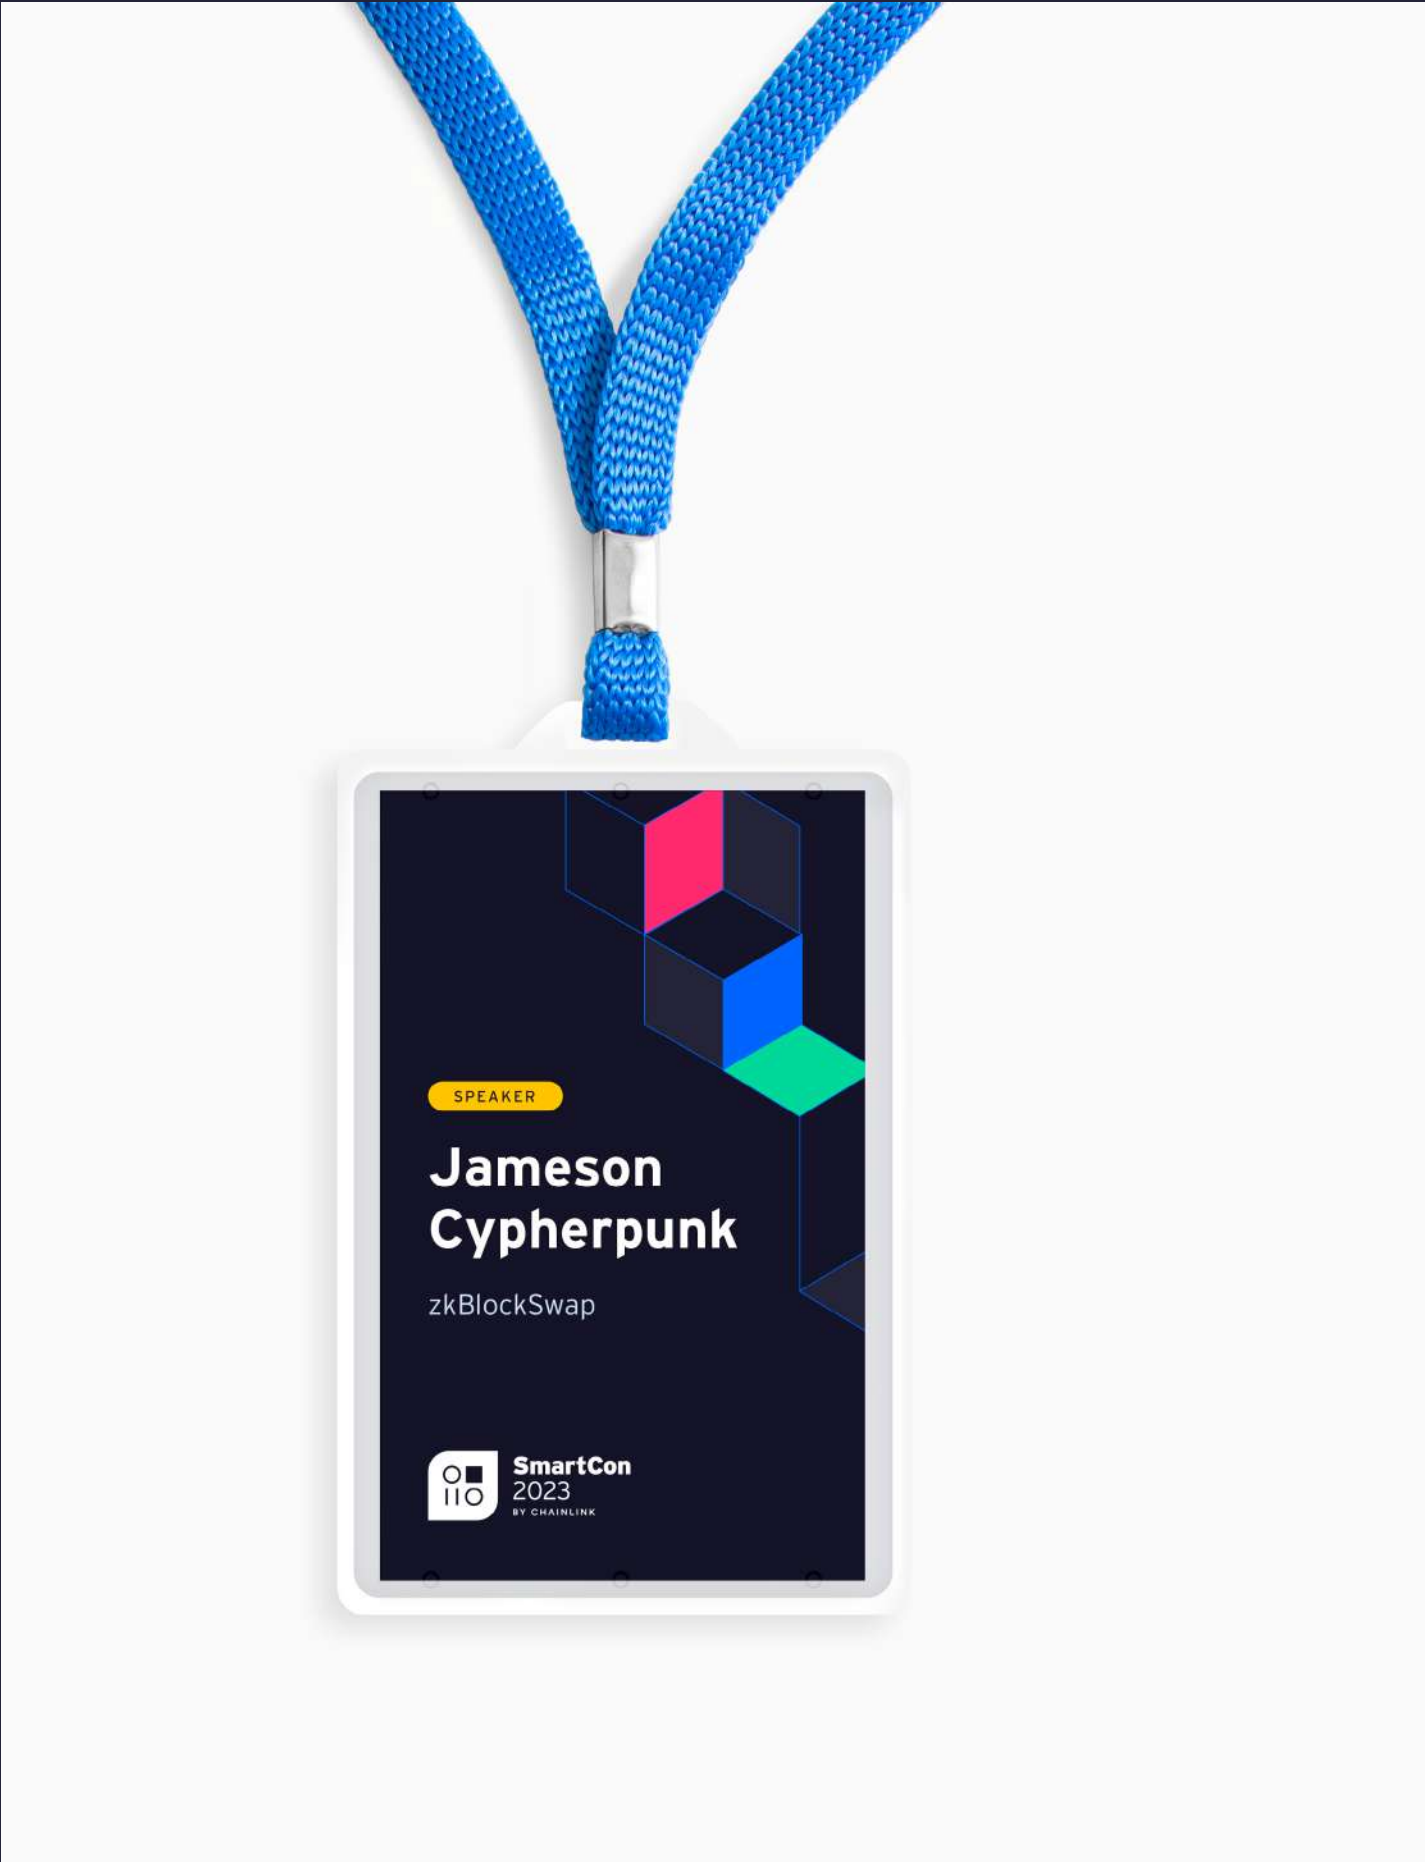 SPEAKER
Jameson
Cypherpunk
zkBlockSwap
SmartCon
2023
BY CHAINLINK